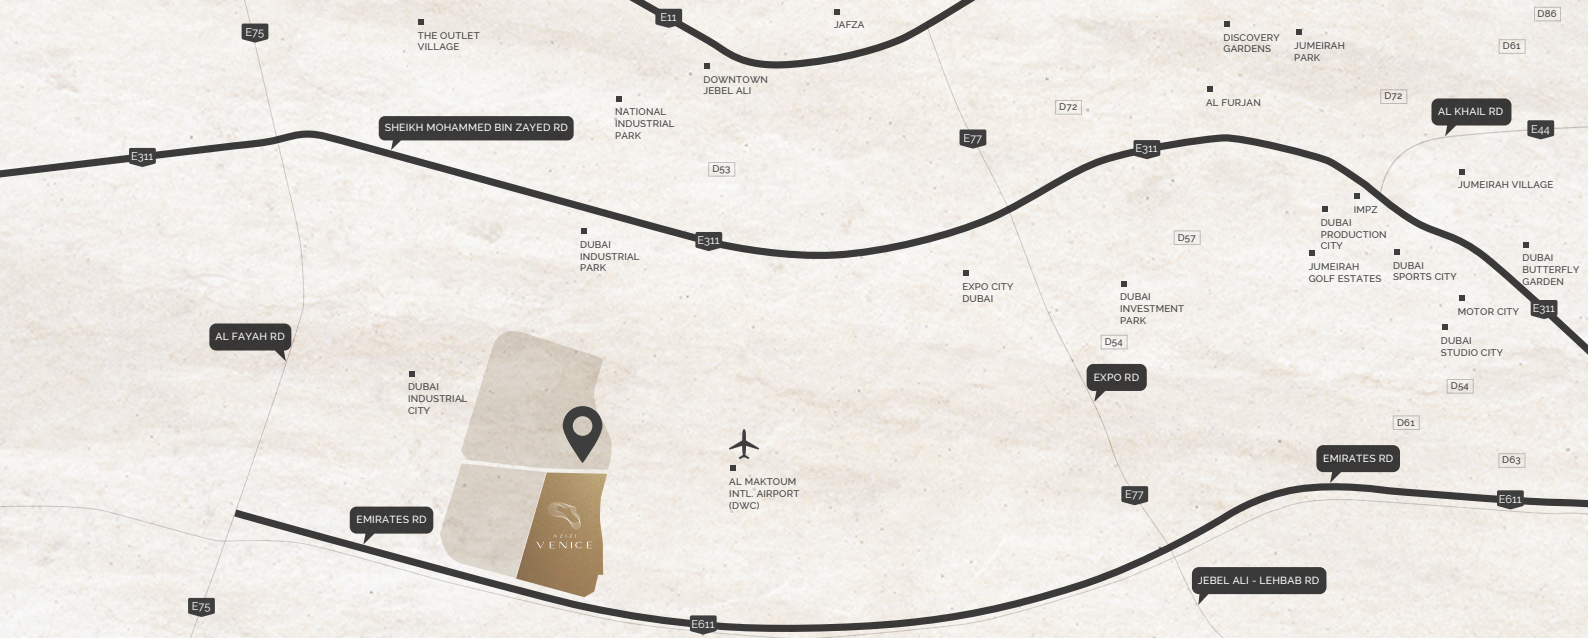 D86
E11
E75
JAFZA
THE OUTLET
VILLAGE
DISCOVERY
GARDENS
JUMEIRAH
PARK
D61
DOWNTOWN
JEBEL ALI
D72
AL FURJAN
D72
NATIONAL
INDUSTRIAL
PARK
AL KHAIL RD
SHEIKH MOHAMMED BIN ZAYED RD
E44
E77
E311
E311
D53
JUMEIRAH VILLAGE
IMPZ
DUBAI
PRODUCTION
CITY
D57
E311
DUBAI
INDUSTRIAL
PARK
JUMEIRAH
GOLF ESTATES
DUBAI
SPORTS CITY
DUBAI
BUTTERFLY
GARDEN
EXPO CITY
DUBAI
DUBAI
INVESTMENT
PARK
MOTOR CITY
E311
AL FAYAH RD
D54
DUBAI
STUDIO CITY
EXPO RD
D54
DUBAI
INDUSTRIAL
CITY
D61
EMIRATES RD
D63
AL MAKTOUM
INTL. AIRPORT
(DWC)
E77
E611
EMIRATES RD
AZIZI
VENICE
JEBEL ALI - LEHBAB RD
E75
E611